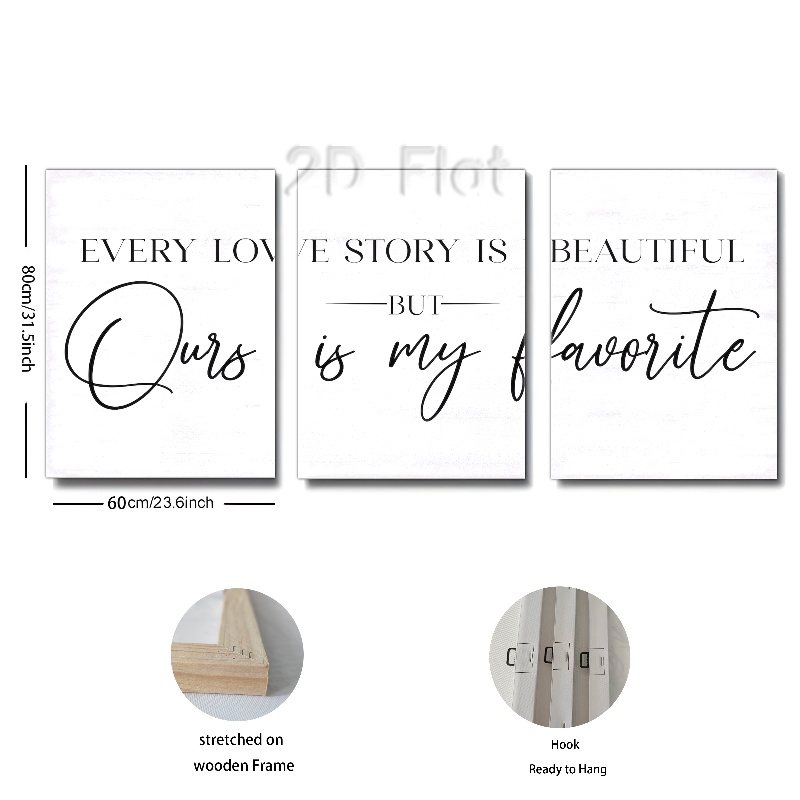 2D Flat
EVERY LOVE STORY IS BEAUTIFUL
BUT
Ours is my favorite
80cm/31.5inch
60cm/23.6inch
stretched on
wooden Frame
Hook
Ready to Hang